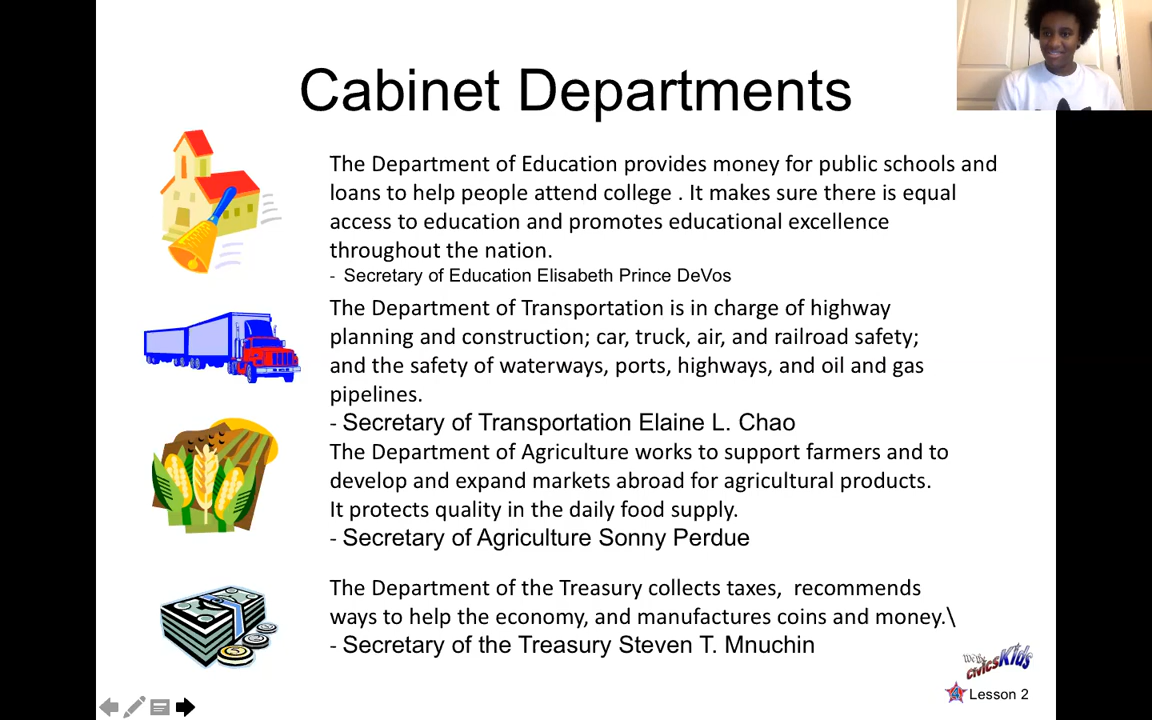 Cabinet Departments
The Department of Education provides money for public schools and
loans to help people attend college . It makes sure there is equal
access to education and promotes educational excellence
throughout the nation.
- Secretary of Education Elisabeth Prince DeVos
The Department of Transportation is in charge of highway
planning and construction; car, truck, air, and railroad safety;
and the safety of waterways, ports, highways, and oil and gas
pipelines.
- Secretary of Transportation Elaine L. Chao
The Department of Agriculture works to support farmers and to
develop and expand markets abroad for agricultural products.
It protects quality in the daily food supply.
- Secretary of Agriculture Sonny Perdue
The Department of the Treasury collects taxes,  recommends
ways to help the economy, and manufactures coins and money.\
- Secretary of the Treasury Steven T. Mnuchin
civicsKids
4 Lesson 2